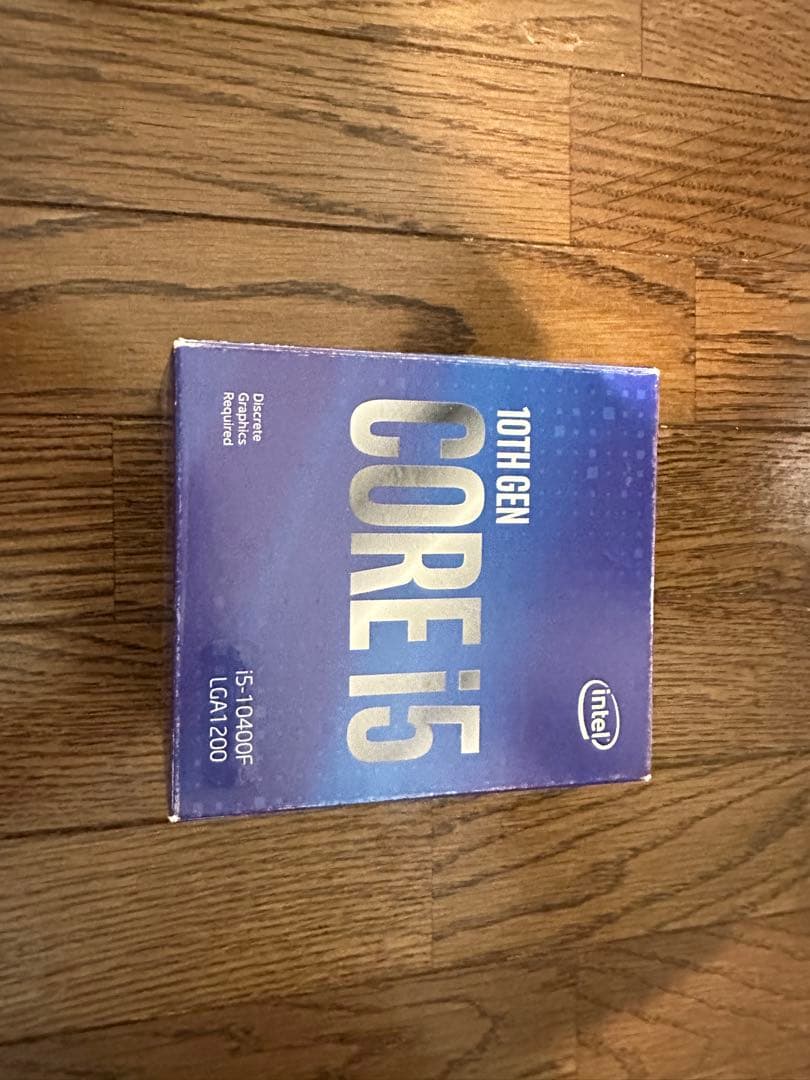 intel
10TH GEN
CORE i5
Discrete
Graphics
Required
i5-10400F
LGA1200